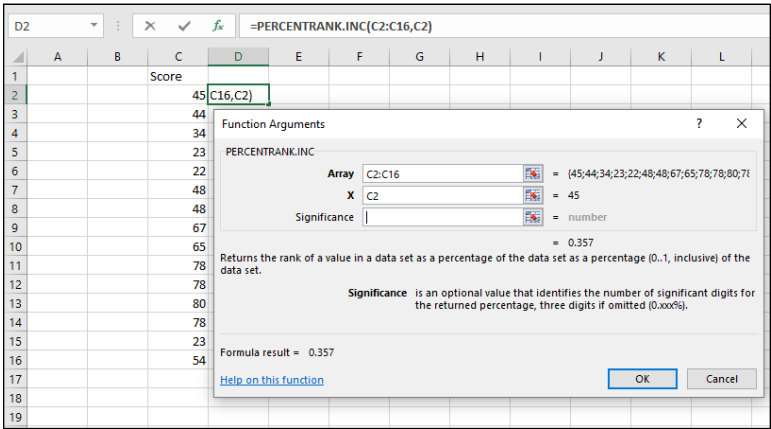 D2 fx =PERCENTRANK.INC(C2:C16,C2)
A B C D E F G H I J K L
1 Score
2 45 C16,C2)
3 44
4 34
5 23
6 22
7 48
8 48
9 67
10 65
11 78
12 78
13 80
14 78
15 23
16 54
17
18
19
Function Arguments ? X
PERCENTRANK.INC
Array C2:C16 = {45;44;34;23;22;48;48;67;65;78;78;80;78
X C2 = 45
Significance = number
= 0.357
Returns the rank of a value in a data set as a percentage of the data set as a percentage (0..1, inclusive) of the
data set.
Significance is an optional value that identifies the number of significant digits for
the returned percentage, three digits if omitted (0.xxx%).
Formula result = 0.357
Help on this function
OK Cancel